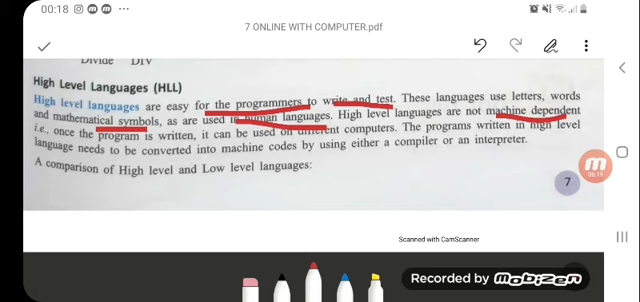 00:18
7 ONLINE WITH COMPUTER.pdf
Divide DIV
High Level Languages (HLL)
High level languages are easy for the programmers to write and test. These languages use letters, words
and mathematical symbols, as are used in human languages. High level languages are not machine dependent
i.e., once the program is written, it can be used on different computers. The programs written in high level
language needs to be converted into machine codes by using either a compiler or an interpreter.
A comparison of High level and Low level languages:
7
m
06:15
Scanned with CamScanner
Recorded by mobizen